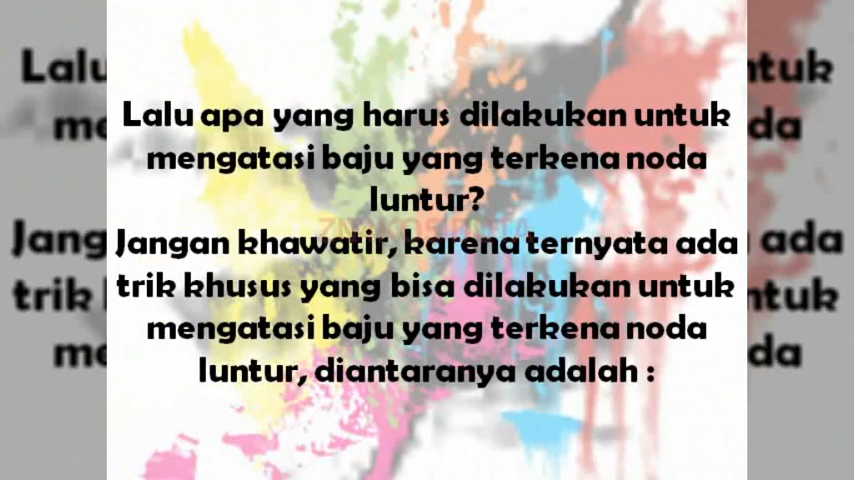 Lalu apa yang harus dilakukan untuk
mengatasi baju yang terkena noda
luntur?
Jangan khawatir, karena ternyata ada
trik khusus yang bisa dilakukan untuk
mengatasi baju yang terkena noda
luntur, diantaranya adalah :